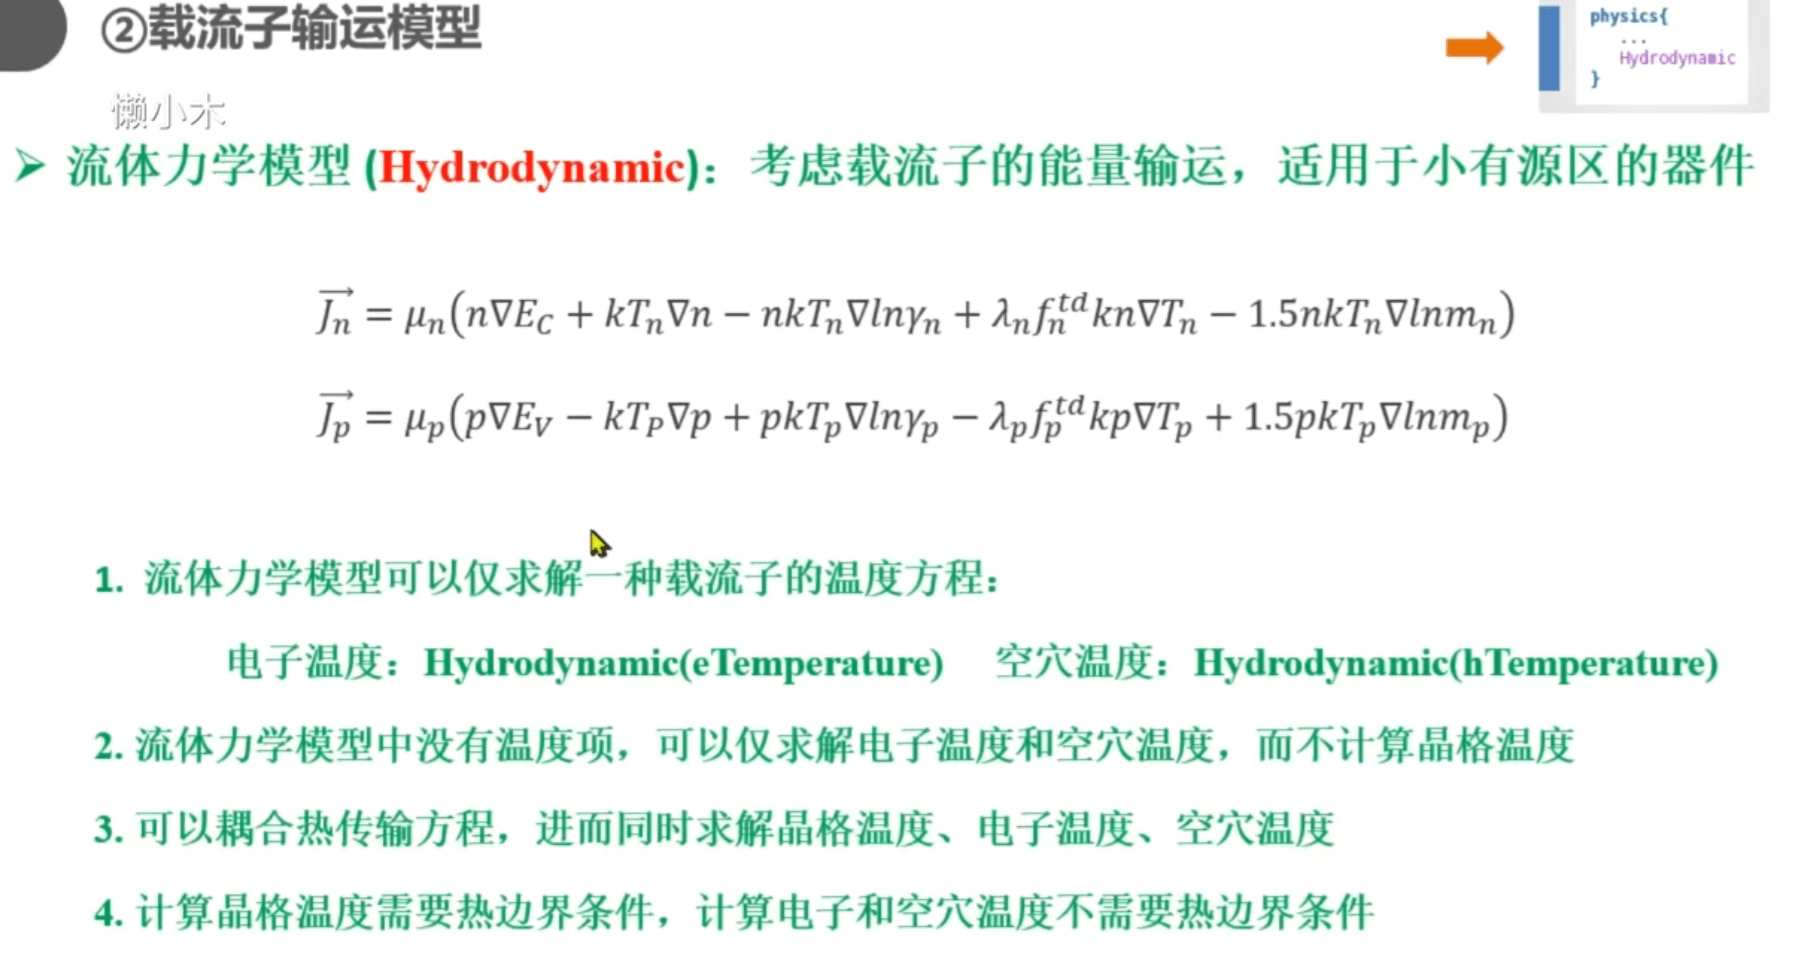 ②载流子输运模型
physics{
...
Hydrodynamic
}
懒小木
➤ 流体力学模型 (Hydrodynamic)：考虑载流子的能量输运，适用于小有源区的器件
$\overrightarrow{J_n} = \mu_n(n\nabla E_C + kT_n\nabla n - nkT_n\nabla ln\gamma_n + \lambda_n f_n^{td} kn\nabla T_n - 1.5nkT_n\nabla lnm_n)$
$\overrightarrow{J_p} = \mu_p(p\nabla E_V - kT_P\nabla p + pkT_p\nabla ln\gamma_p - \lambda_p f_p^{td} kp\nabla T_p + 1.5pkT_p\nabla lnm_p)$
1. 流体力学模型可以仅求解一种载流子的温度方程：
电子温度：Hydrodynamic(eTemperature) 空穴温度：Hydrodynamic(hTemperature)
2. 流体力学模型中没有温度项，可以仅求解电子温度和空穴温度，而不计算晶格温度
3. 可以耦合热传输方程，进而同时求解晶格温度、电子温度、空穴温度
4. 计算晶格温度需要热边界条件，计算电子和空穴温度不需要热边界条件